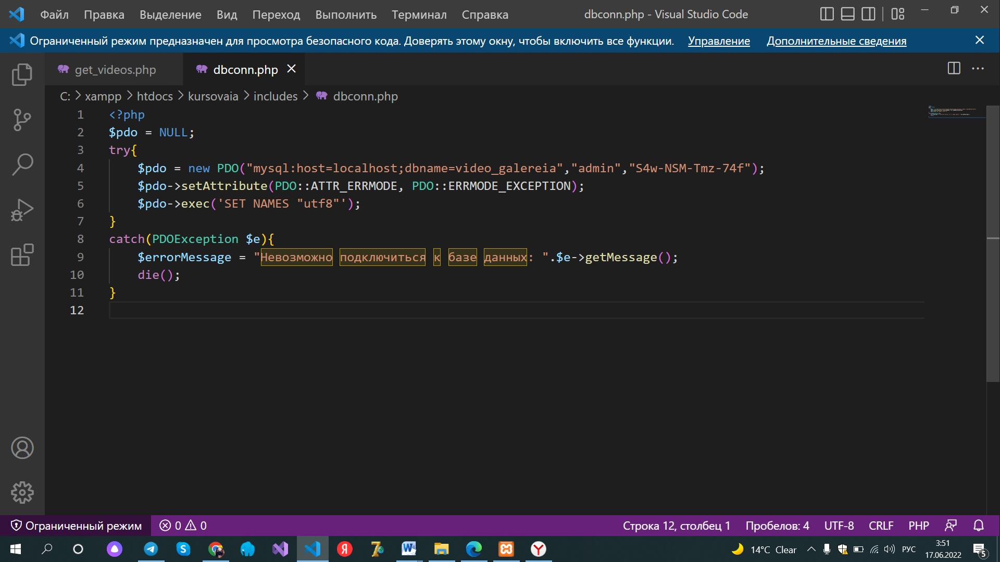 Файл Правка Выделение Вид Переход Выполнить Терминал Справка dbconn.php - Visual Studio Code
Ограниченный режим предназначен для просмотра безопасного кода. Доверять этому окну, чтобы включить все функции. Управление Дополнительные сведения
get_videos.php dbconn.php
C: > xampp > htdocs > kursovaia > includes > dbconn.php
1 <?php
2 $pdo = NULL;
3 try{
4 $pdo = new PDO("mysql:host=localhost;dbname=video_galereia","admin","S4w-NSM-Tmz-74f");
5 $pdo->setAttribute(PDO::ATTR_ERRMODE, PDO::ERRMODE_EXCEPTION);
6 $pdo->exec('SET NAMES "utf8"');
7 }
8 catch(PDOException $e){
9 $errorMessage = "Невозможно подключиться к базе данных: ".$e->getMessage();
10 die();
11 }
12
Ограниченный режим 0 0 Строка 12, столбец 1 Пробелов: 4 UTF-8 CRLF PHP
14°C Clear РУС 3:51
17.06.2022 5